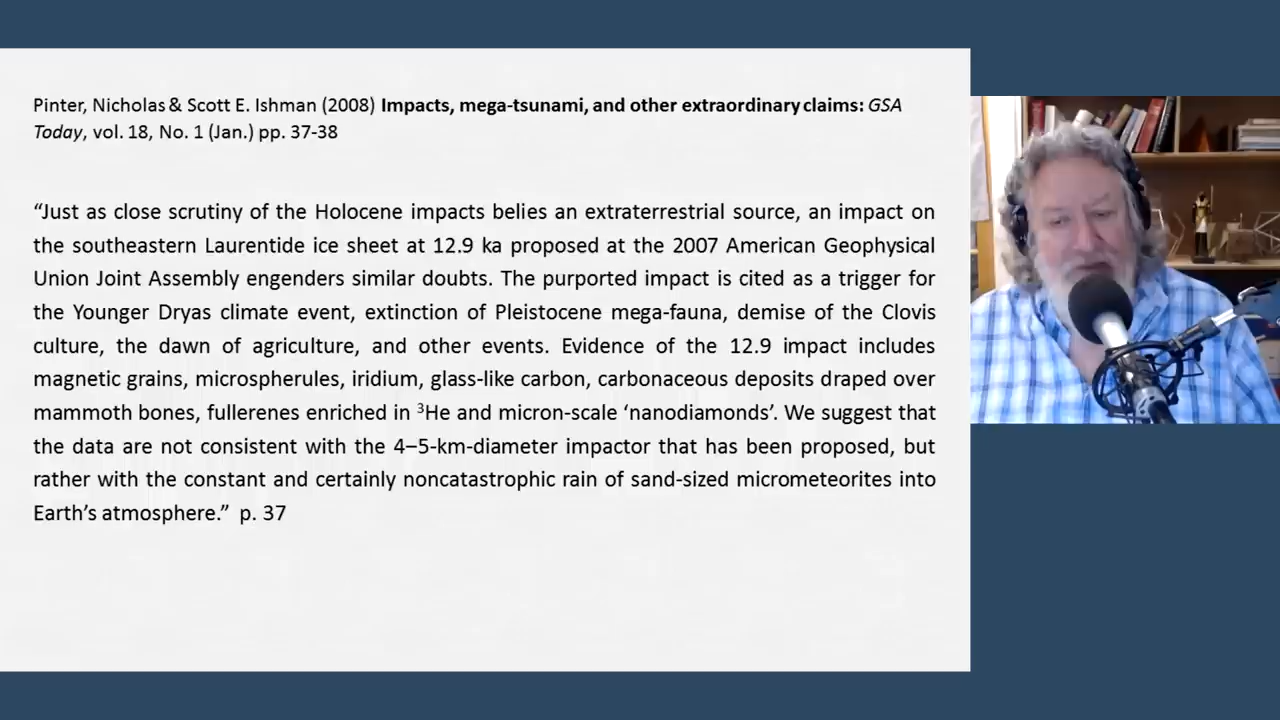 Pinter, Nicholas & Scott E. Ishman (2008) Impacts, mega-tsunami, and other extraordinary claims: GSA
Today, vol. 18, No. 1 (Jan.) pp. 37-38
“Just as close scrutiny of the Holocene impacts belies an extraterrestrial source, an impact on
the southeastern Laurentide ice sheet at 12.9 ka proposed at the 2007 American Geophysical
Union Joint Assembly engenders similar doubts. The purported impact is cited as a trigger for
the Younger Dryas climate event, extinction of Pleistocene mega-fauna, demise of the Clovis
culture, the dawn of agriculture, and other events. Evidence of the 12.9 impact includes
magnetic grains, microspherules, iridium, glass-like carbon, carbonaceous deposits draped over
mammoth bones, fullerenes enriched in ³He and micron-scale ‘nanodiamonds’. We suggest that
the data are not consistent with the 4–5-km-diameter impactor that has been proposed, but
rather with the constant and certainly noncatastrophic rain of sand-sized micrometeorites into
Earth’s atmosphere.” p. 37